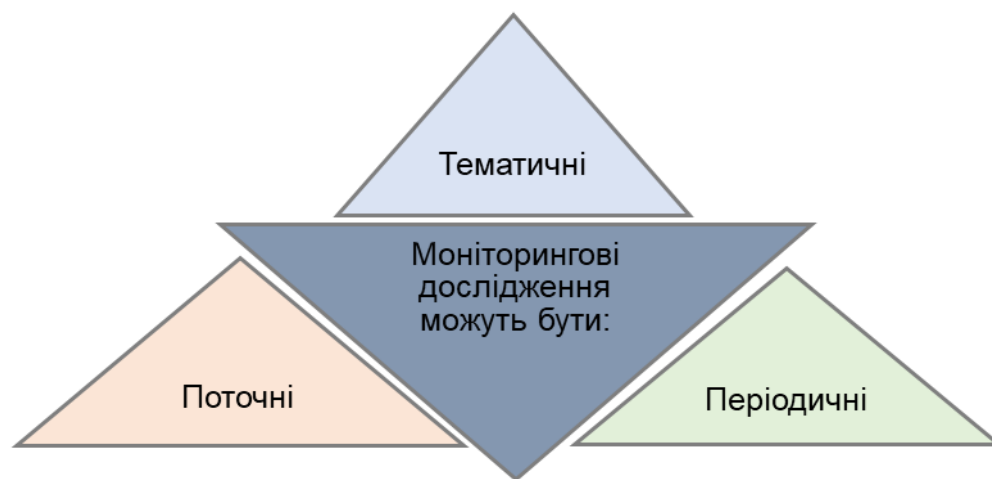 Тематичні
Моніторингові
дослідження
можуть бути:
Поточні
Періодичні